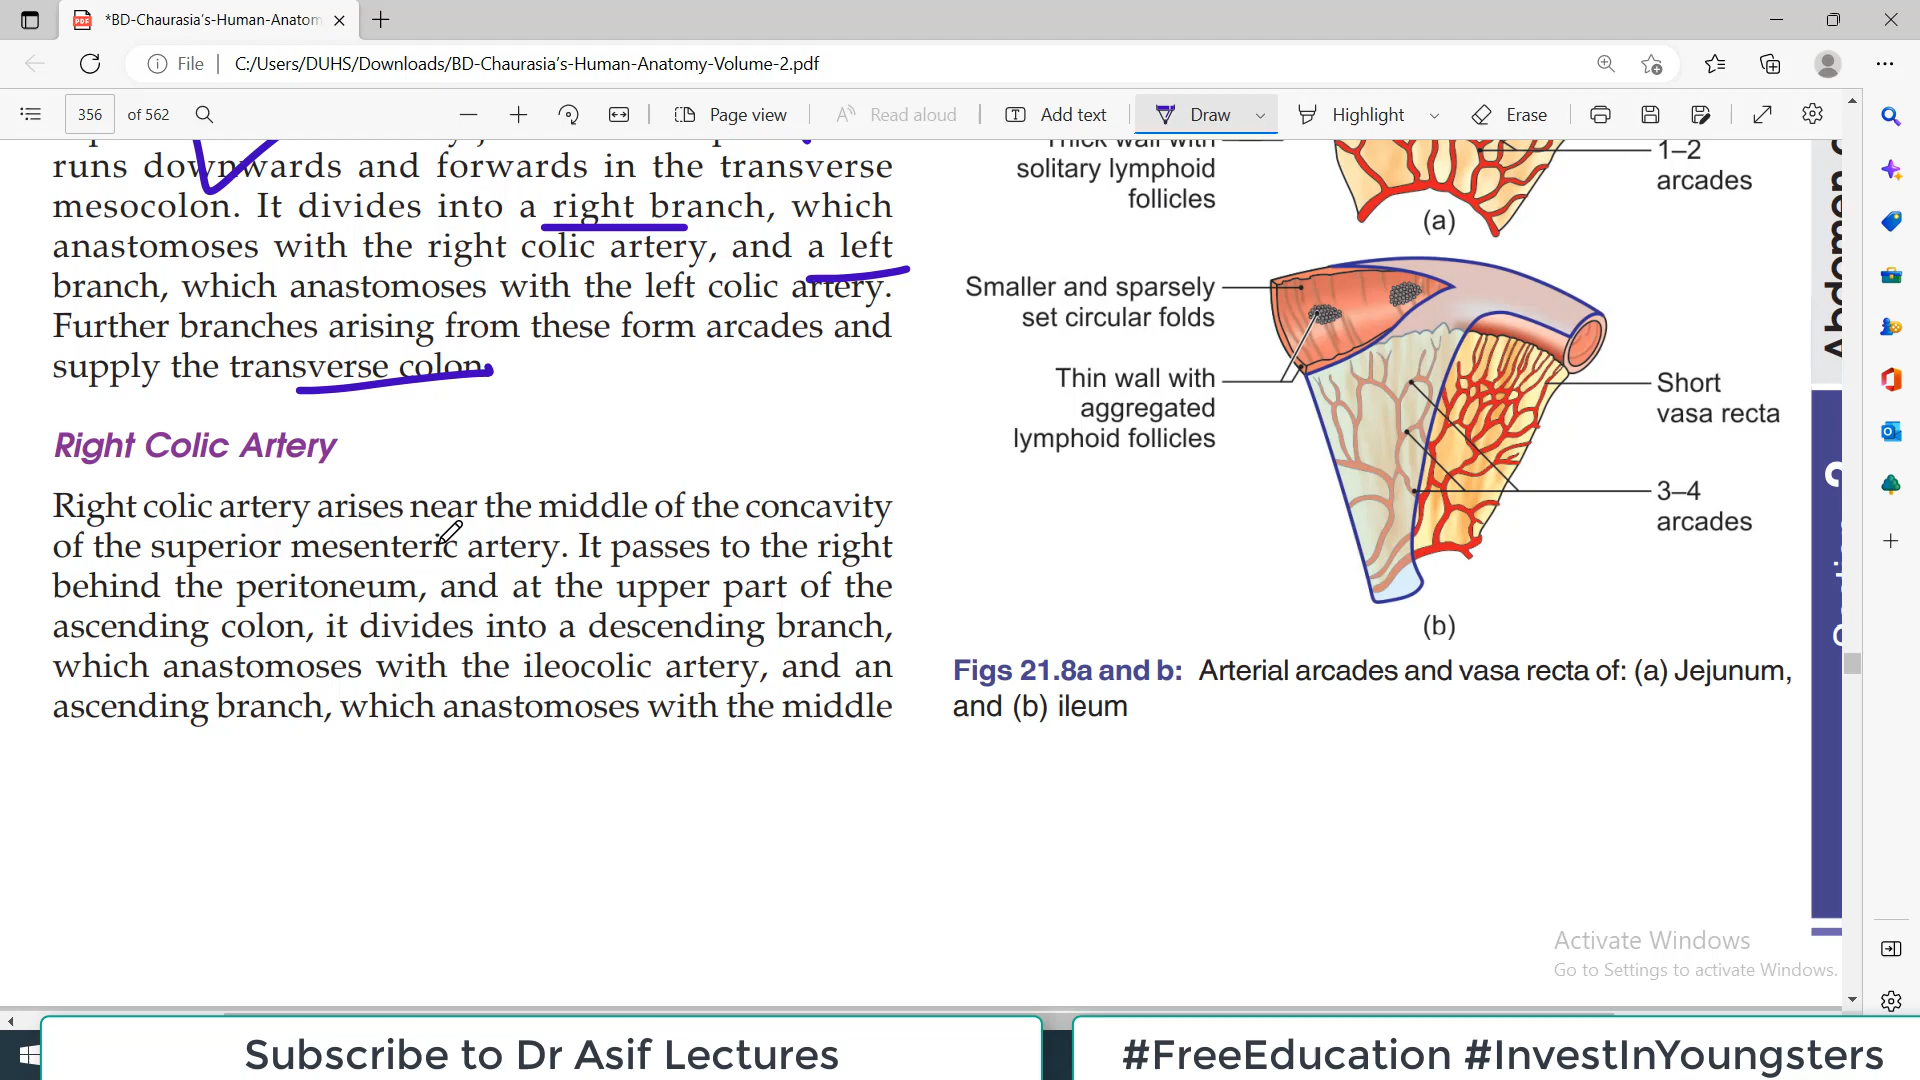 *BD-Chaurasia's-Human-Anatom
File
C:/Users/DUHS/Downloads/BD-Chaurasia's-Human-Anatomy-Volume-2.pdf
356 of 562
Page view
Read aloud
Add text
Draw
Highlight
Erase
runs downwards and forwards in the transverse
mesocolon. It divides into a right branch, which
anastomoses with the right colic artery, and a left
branch, which anastomoses with the left colic artery.
Further branches arising from these form arcades and
supply the transverse colon.
Right Colic Artery
Right colic artery arises near the middle of the concavity
of the superior mesenteric artery. It passes to the right
behind the peritoneum, and at the upper part of the
ascending colon, it divides into a descending branch,
which anastomoses with the ileocolic artery, and an
ascending branch, which anastomoses with the middle
Thick wall with
solitary lymphoid
follicles
1–2
arcades
(a)
Smaller and sparsely
set circular folds
Thin wall with
aggregated
lymphoid follicles
Short
vasa recta
3–4
arcades
(b)
Figs 21.8a and b: Arterial arcades and vasa recta of: (a) Jejunum,
and (b) ileum
Abdomen
Activate Windows
Go to Settings to activate Windows.
Subscribe to Dr Asif Lectures
#FreeEducation #InvestInYoungsters